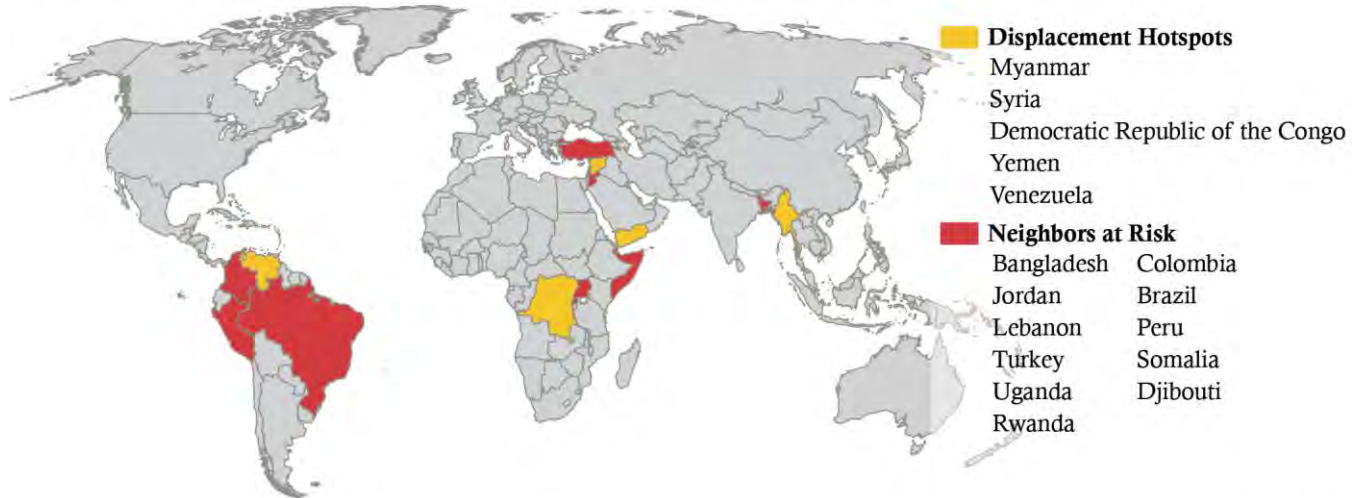 Displacement Hotspots
Myanmar
Syria
Democratic Republic of the Congo
Yemen
Venezuela
Neighbors at Risk
Bangladesh Colombia
Jordan Brazil
Lebanon Peru
Turkey Somalia
Uganda Djibouti
Rwanda